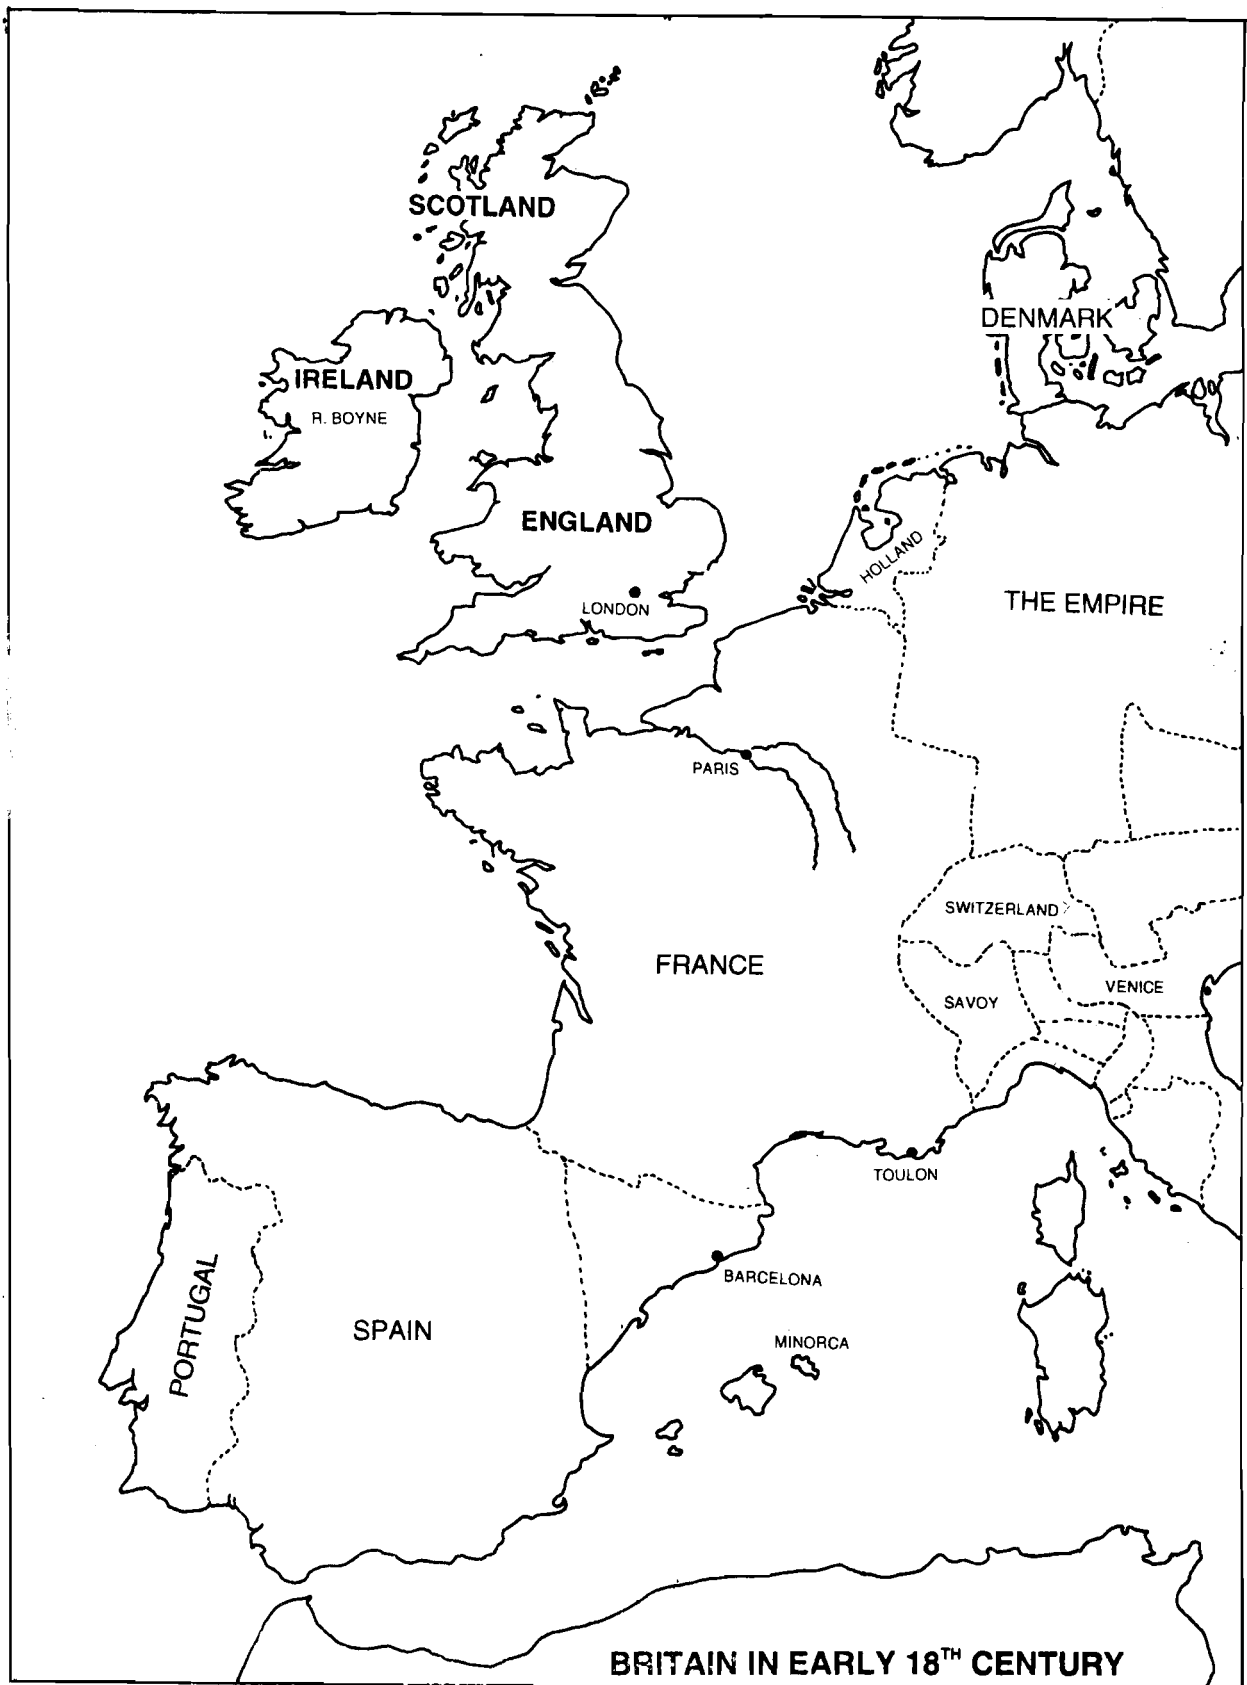 SCOTLAND
DENMARK
IRELAND
R. BOYNE
ENGLAND
HOLLAND
LONDON
THE EMPIRE
PARIS
SWITZERLAND
FRANCE
VENICE
SAVOY
TOULON
PORTUGAL
BARCELONA
SPAIN
MINORCA
BRITAIN IN EARLY 18TH CENTURY